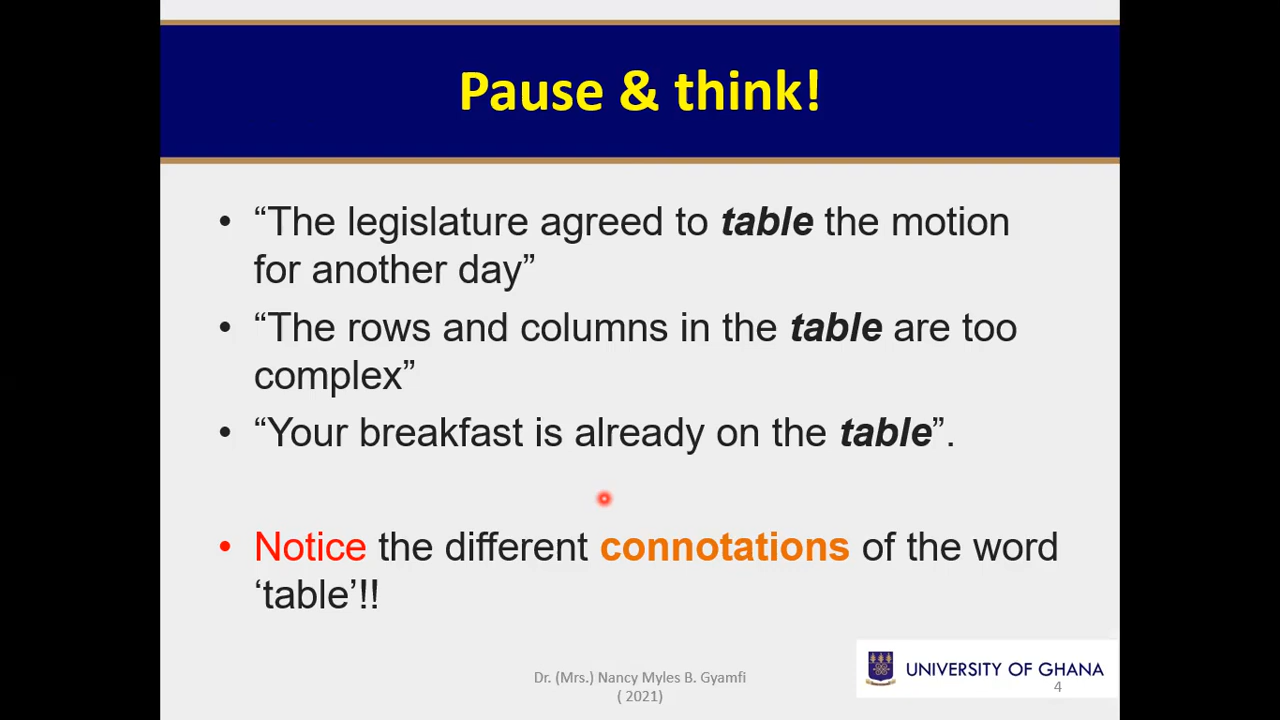 Pause & think!
• “The legislature agreed to table the motion
for another day”
• “The rows and columns in the table are too
complex”
• “Your breakfast is already on the table”.
• Notice the different connotations of the word
‘table’!!
Dr. (Mrs.) Nancy Myles B. Gyamfi
( 2021)
UNIVERSITY OF GHANA
4